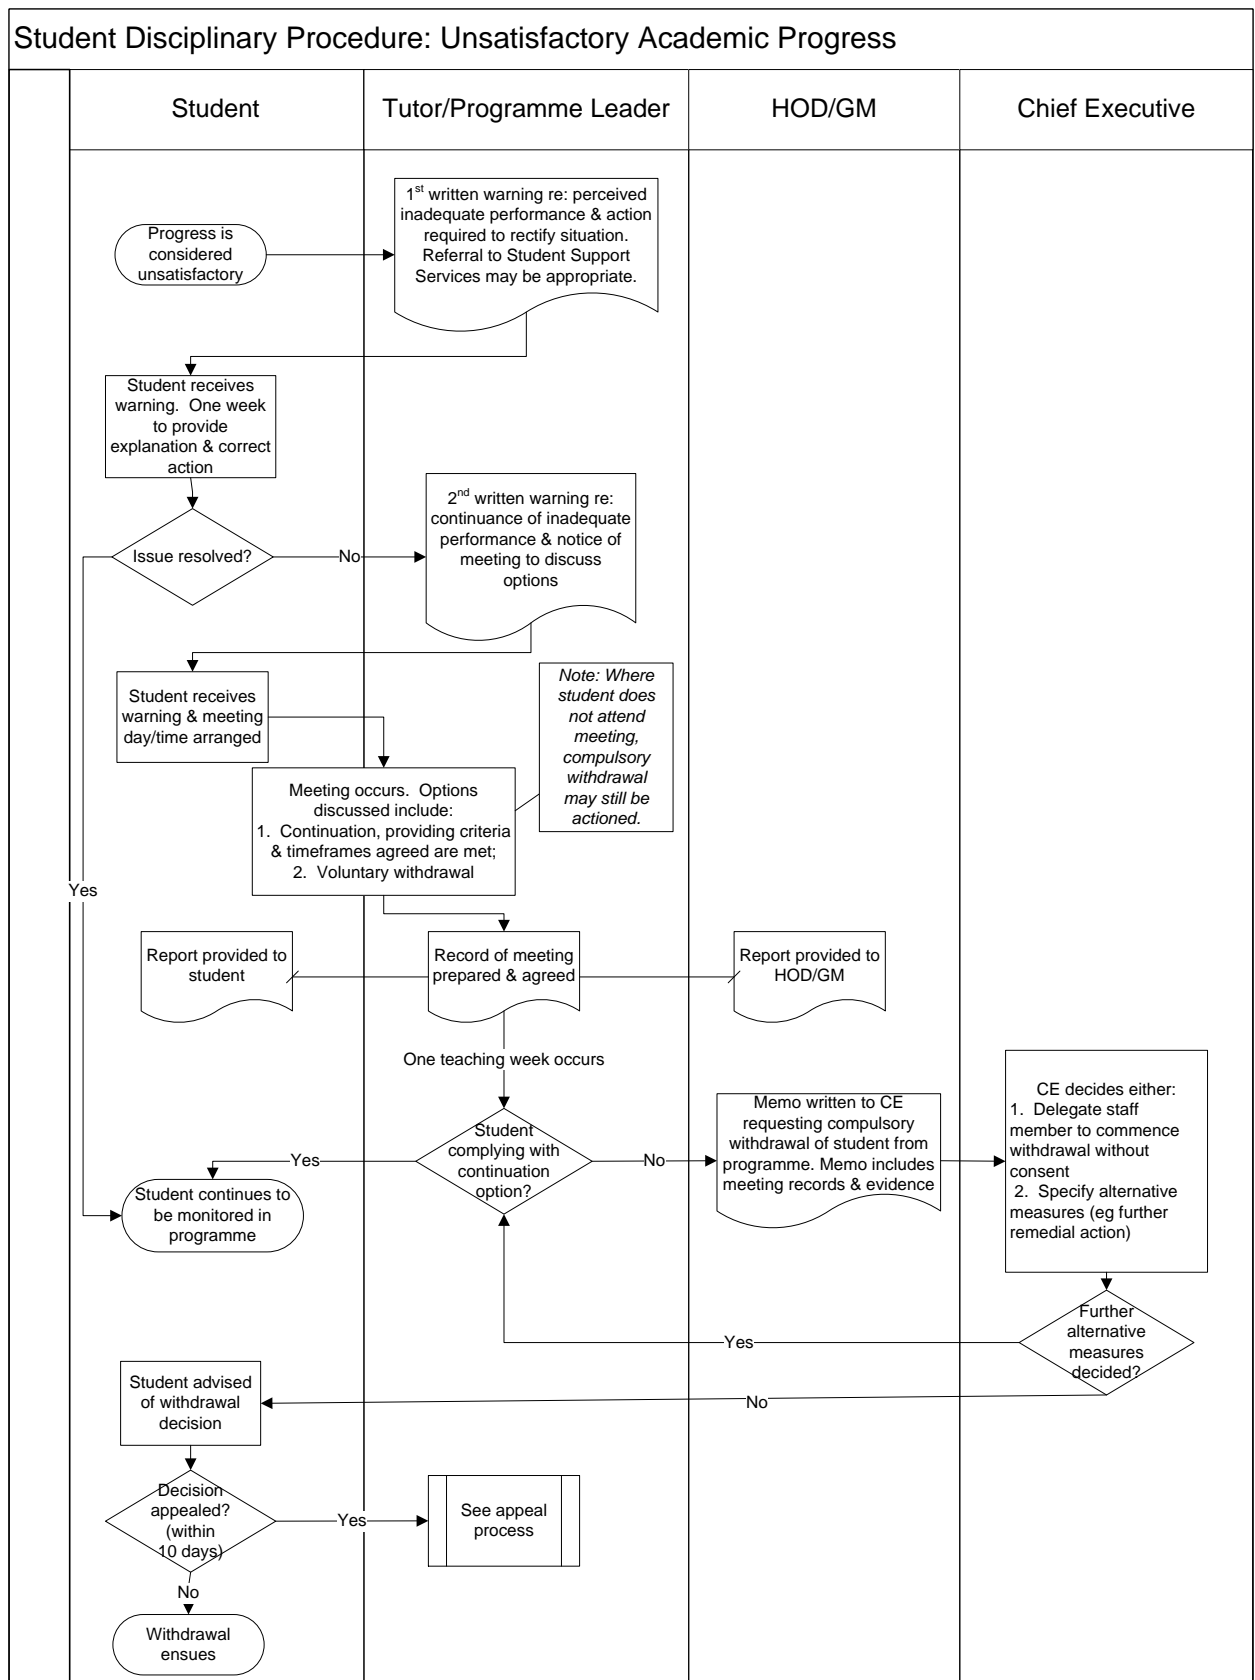 Student Disciplinary Procedure: Unsatisfactory Academic Progress
Student
Tutor/Programme Leader
HOD/GM
Chief Executive
Progress is
considered
unsatisfactory
1st written warning re: perceived
inadequate performance & action
required to rectify situation.
Referral to Student Support
Services may be appropriate.
Student receives
warning. One week
to provide
explanation & correct
action
Issue resolved?
No
2nd written warning re:
continuance of inadequate
performance & notice of
meeting to discuss
options
Student receives
warning & meeting
day/time arranged
Note: Where
student does
not attend
meeting,
compulsory
withdrawal
may still be
actioned.
Meeting occurs. Options
discussed include:
1. Continuation, providing criteria
& timeframes agreed are met;
2. Voluntary withdrawal
Yes
Report provided to
student
Record of meeting
prepared & agreed
Report provided to
HOD/GM
One teaching week occurs
Student
complying with
continuation
option?
Yes
No
Student continues to
be monitored in
programme
Memo written to CE
requesting compulsory
withdrawal of student from
programme. Memo includes
meeting records & evidence
CE decides either:
1. Delegate staff
member to commence
withdrawal without
consent
2. Specify alternative
measures (eg further
remedial action)
Further
alternative
measures
decided?
Yes
No
Student advised
of withdrawal
decision
Decision
appealed?
(within
10 days)
Yes
See appeal
process
No
Withdrawal
ensues